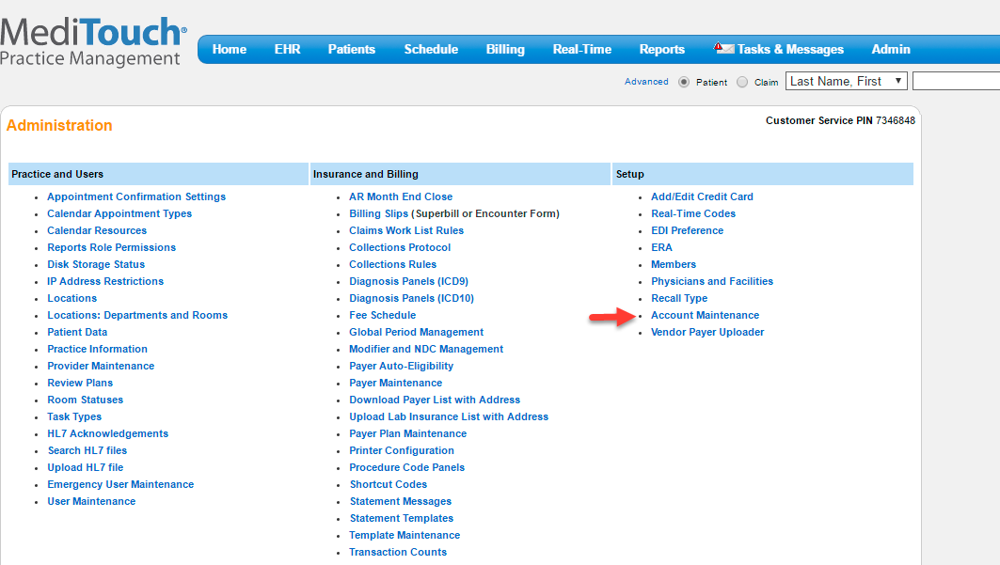 MediTouch®
Practice Management
Home EHR Patients Schedule Billing Real-Time Reports Tasks & Messages Admin
Advanced Patient Claim Last Name, First
Administration
Customer Service PIN 7346848
Practice and Users
Appointment Confirmation Settings
Calendar Appointment Types
Calendar Resources
Reports Role Permissions
Disk Storage Status
IP Address Restrictions
Locations
Locations: Departments and Rooms
Patient Data
Practice Information
Provider Maintenance
Review Plans
Room Statuses
Task Types
HL7 Acknowledgements
Search HL7 files
Upload HL7 file
Emergency User Maintenance
User Maintenance
Insurance and Billing
AR Month End Close
Billing Slips (Superbill or Encounter Form)
Claims Work List Rules
Collections Protocol
Collections Rules
Diagnosis Panels (ICD9)
Diagnosis Panels (ICD10)
Fee Schedule
Global Period Management
Modifier and NDC Management
Payer Auto-Eligibility
Payer Maintenance
Download Payer List with Address
Upload Lab Insurance List with Address
Payer Plan Maintenance
Printer Configuration
Procedure Code Panels
Shortcut Codes
Statement Messages
Statement Templates
Template Maintenance
Transaction Counts
Setup
Add/Edit Credit Card
Real-Time Codes
EDI Preference
ERA
Members
Physicians and Facilities
Recall Type
Account Maintenance
Vendor Payer Uploader